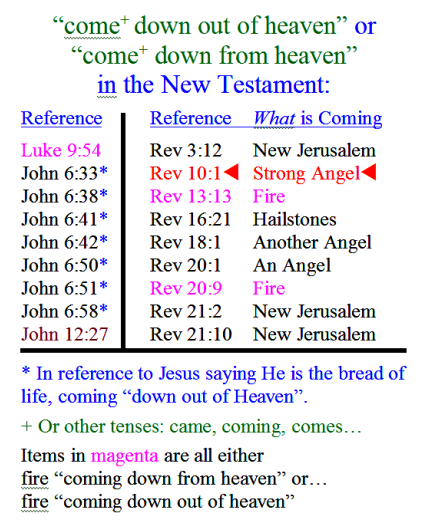 “come+ down out of heaven” or
“come+ down from heaven”
in the New Testament:
Reference Reference What is Coming
Luke 9:54 Rev 3:12 New Jerusalem
John 6:33* Rev 10:1 Strong Angel
John 6:38* Rev 13:13 Fire
John 6:41* Rev 16:21 Hailstones
John 6:42* Rev 18:1 Another Angel
John 6:50* Rev 20:1 An Angel
John 6:51* Rev 20:9 Fire
John 6:58* Rev 21:2 New Jerusalem
John 12:27 Rev 21:10 New Jerusalem
* In reference to Jesus saying He is the bread of
life, coming “down out of Heaven”.
+ Or other tenses: came, coming, comes…
Items in magenta are all either
fire “coming down from heaven” or…
fire “coming down out of heaven”